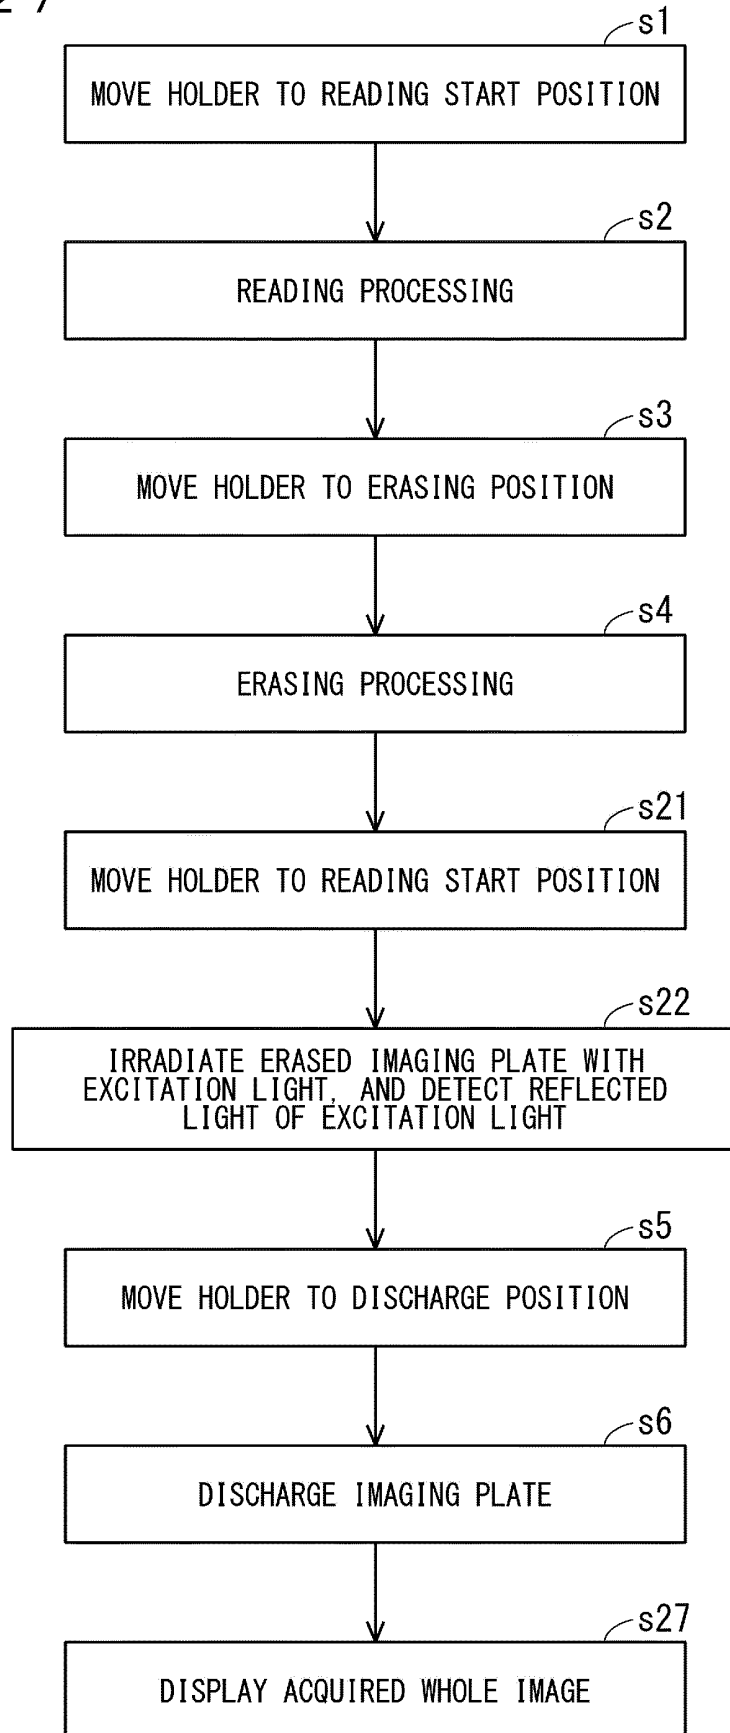 s1
MOVE HOLDER TO READING START POSITION
s2
READING PROCESSING
s3
MOVE HOLDER TO ERASING POSITION
s4
ERASING PROCESSING
s21
MOVE HOLDER TO READING START POSITION
s22
IRRADIATE ERASED IMAGING PLATE WITH
EXCITATION LIGHT, AND DETECT REFLECTED
LIGHT OF EXCITATION LIGHT
s5
MOVE HOLDER TO DISCHARGE POSITION
s6
DISCHARGE IMAGING PLATE
s27
DISPLAY ACQUIRED WHOLE IMAGE